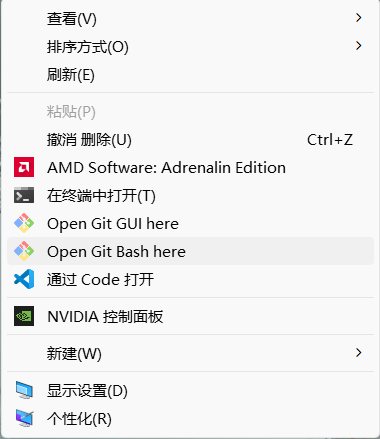 查看(V)
排序方式(O)
刷新(E)
粘贴(P)
撤消 删除(U) Ctrl+Z
AMD Software: Adrenalin Edition
在终端中打开(T)
Open Git GUI here
Open Git Bash here
通过 Code 打开
NVIDIA 控制面板
新建(W)
显示设置(D)
个性化(R)